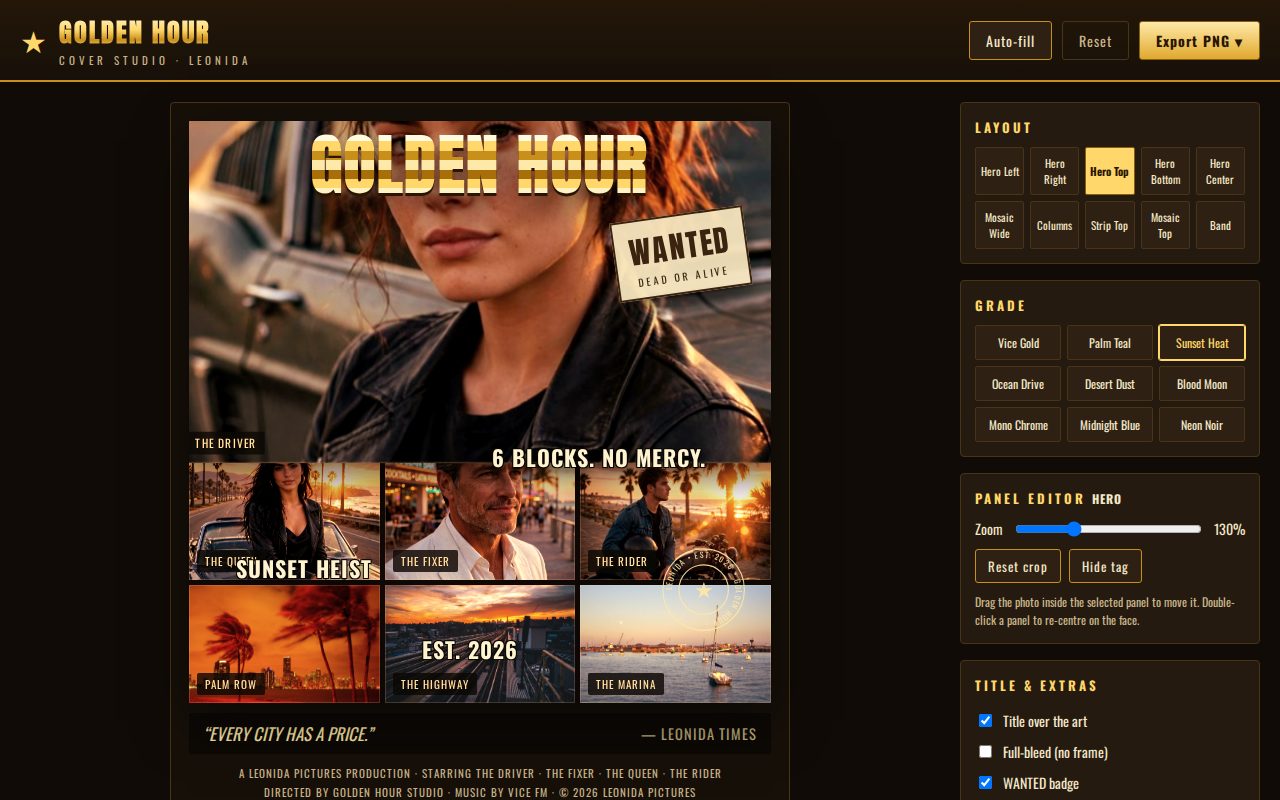 ★ GOLDEN HOUR
COVER STUDIO · LEONIDA
Auto-fill
Reset
Export PNG ▾
GOLDEN HOUR
WANTED
DEAD OR ALIVE
THE DRIVER
6 BLOCKS. NO MERCY.
THE QUEEN
SUNSET HEIST
THE FIXER
THE RIDER
LEONIDA • EST. 2026 •
PALM ROW
EST. 2026
THE HIGHWAY
THE MARINA
“EVERY CITY HAS A PRICE.”
— LEONIDA TIMES
A LEONIDA PICTURES PRODUCTION · STARRING THE DRIVER · THE FIXER · THE QUEEN · THE RIDER
DIRECTED BY GOLDEN HOUR STUDIO · MUSIC BY VICE FM · © 2026 LEONIDA PICTURES
LAYOUT
Hero Left
Hero Right
Hero Top
Hero Bottom
Hero Center
Mosaic Wide
Columns
Strip Top
Mosaic Top
Band
GRADE
Vice Gold
Palm Teal
Sunset Heat
Ocean Drive
Desert Dust
Blood Moon
Mono Chrome
Midnight Blue
Neon Noir
PANEL EDITOR HERO
Zoom
130%
Reset crop
Hide tag
Drag the photo inside the selected panel to move it. Double-
click a panel to re-centre on the face.
TITLE & EXTRAS
Title over the art
Full-bleed (no frame)
WANTED badge